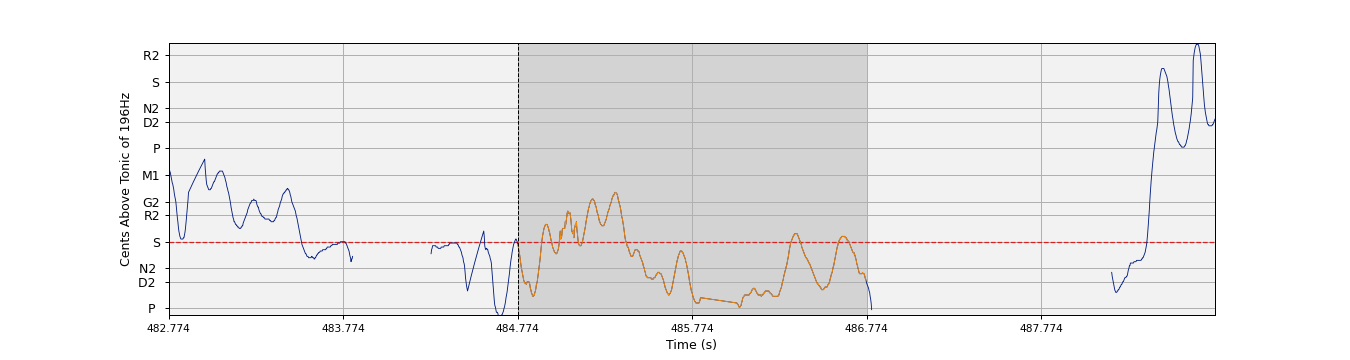 R2
S
N2
D2
P
M1
G2
R2
S
N2
D2
P
Cents Above Tonic of 196Hz
482.774 483.774 484.774 485.774 486.774 487.774
Time (s)